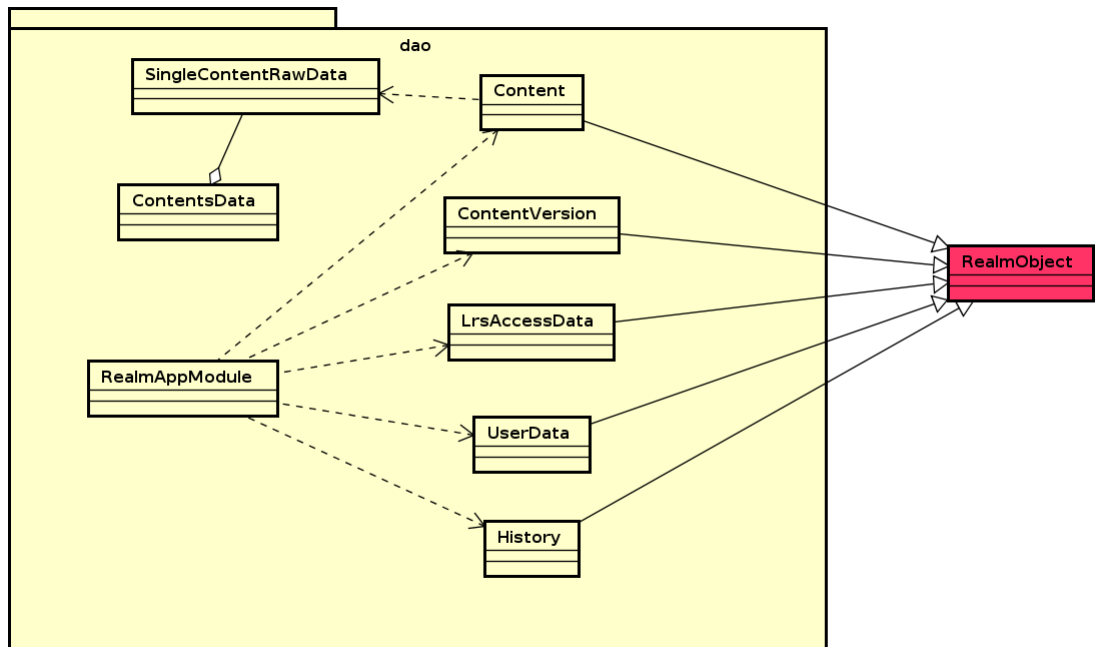 dao
SingleContentRawData
Content
ContentsData
ContentVersion
RealmObject
LrsAccessData
RealmAppModule
UserData
History